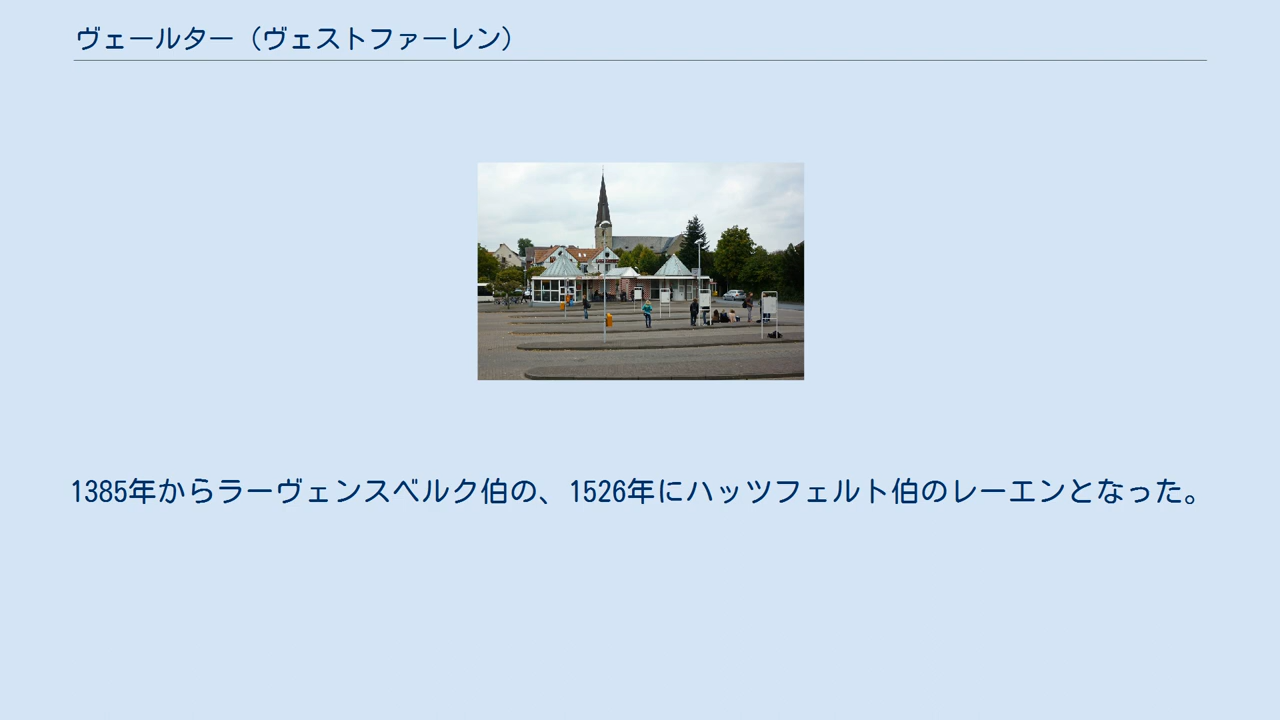 ヴェールター（ヴェストファーレン）
1385年からラーヴェンスベルク伯の、1526年にハッツフェルト伯のレーエンとなった。